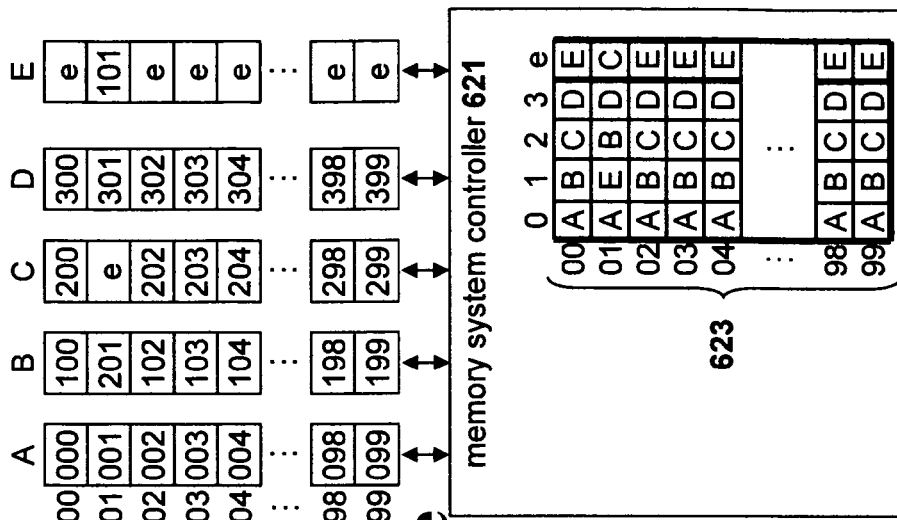 A B C D E
00 000 100 200 300 e
01 001 201 e 301 101
02 002 102 202 302 e
03 003 103 203 303 e
04 004 104 204 304 e
... ... ... ... ... ...
98 098 198 298 398 e
99 099 199 299 399 e
memory system controller 621
0 1 2 3 e
00 A B C D E
01 A E B D C
02 A B C D E
03 A B C D E
04 A B C D E
... ...
98 A B C D E
99 A B C D E
623